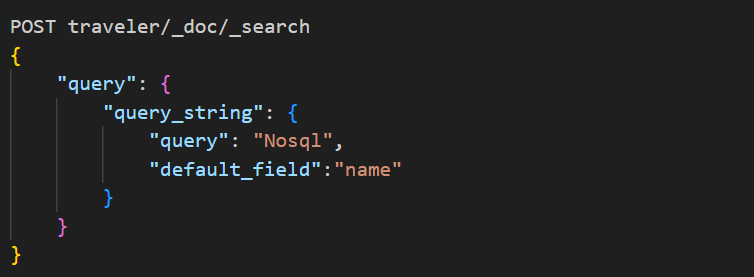 POST traveler/_doc/_search
{
    "query": {
        "query_string": {
            "query": "Nosql",
            "default_field":"name"
        }
    }
}